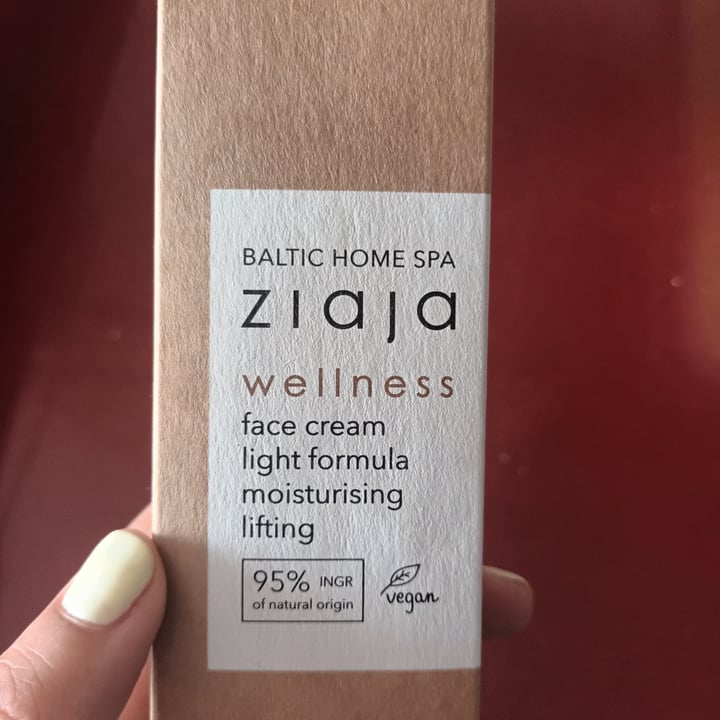 BALTIC HOME SPA
ziaja
wellness
face cream
light formula
moisturising
lifting
95% INGR
of natural origin
vegan